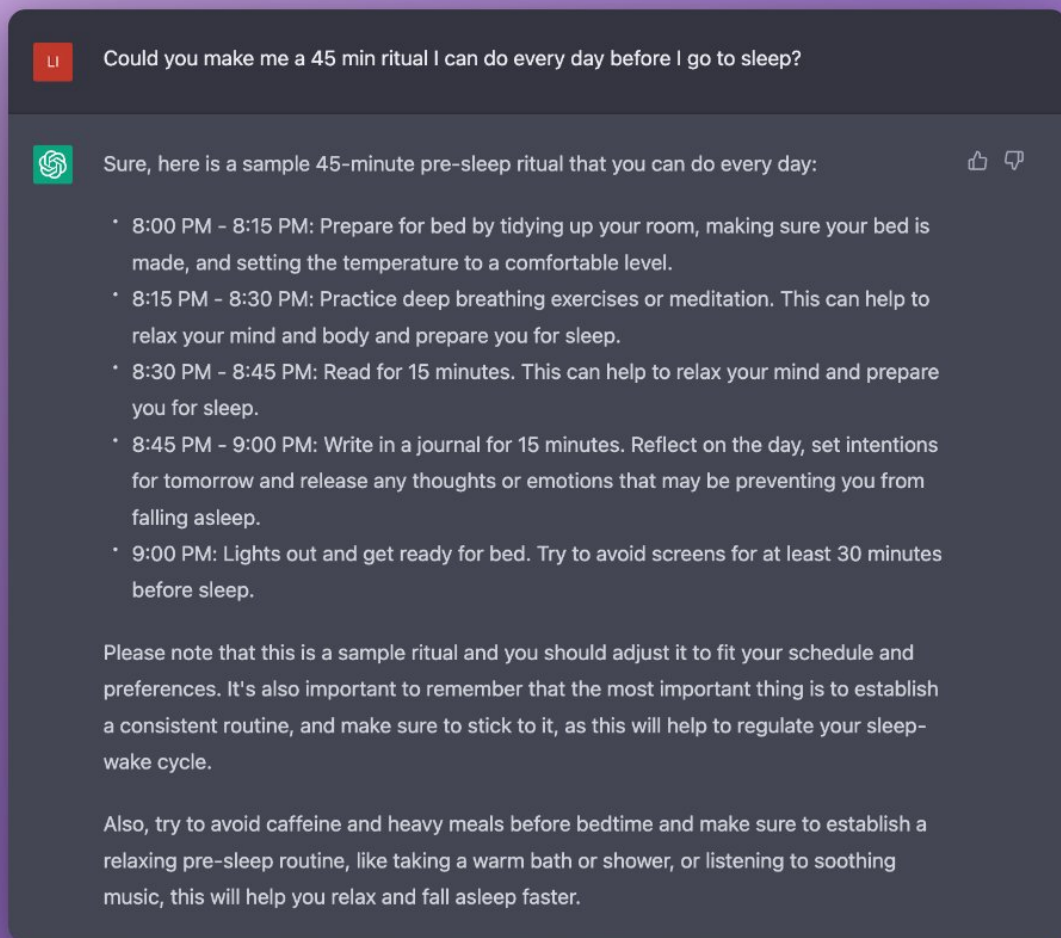 LI
Could you make me a 45 min ritual I can do every day before I go to sleep?
Sure, here is a sample 45-minute pre-sleep ritual that you can do every day:
• 8:00 PM - 8:15 PM: Prepare for bed by tidying up your room, making sure your bed is
made, and setting the temperature to a comfortable level.
• 8:15 PM - 8:30 PM: Practice deep breathing exercises or meditation. This can help to
relax your mind and body and prepare you for sleep.
• 8:30 PM - 8:45 PM: Read for 15 minutes. This can help to relax your mind and prepare
you for sleep.
• 8:45 PM - 9:00 PM: Write in a journal for 15 minutes. Reflect on the day, set intentions
for tomorrow and release any thoughts or emotions that may be preventing you from
falling asleep.
• 9:00 PM: Lights out and get ready for bed. Try to avoid screens for at least 30 minutes
before sleep.
Please note that this is a sample ritual and you should adjust it to fit your schedule and
preferences. It's also important to remember that the most important thing is to establish
a consistent routine, and make sure to stick to it, as this will help to regulate your sleep-
wake cycle.
Also, try to avoid caffeine and heavy meals before bedtime and make sure to establish a
relaxing pre-sleep routine, like taking a warm bath or shower, or listening to soothing
music, this will help you relax and fall asleep faster.